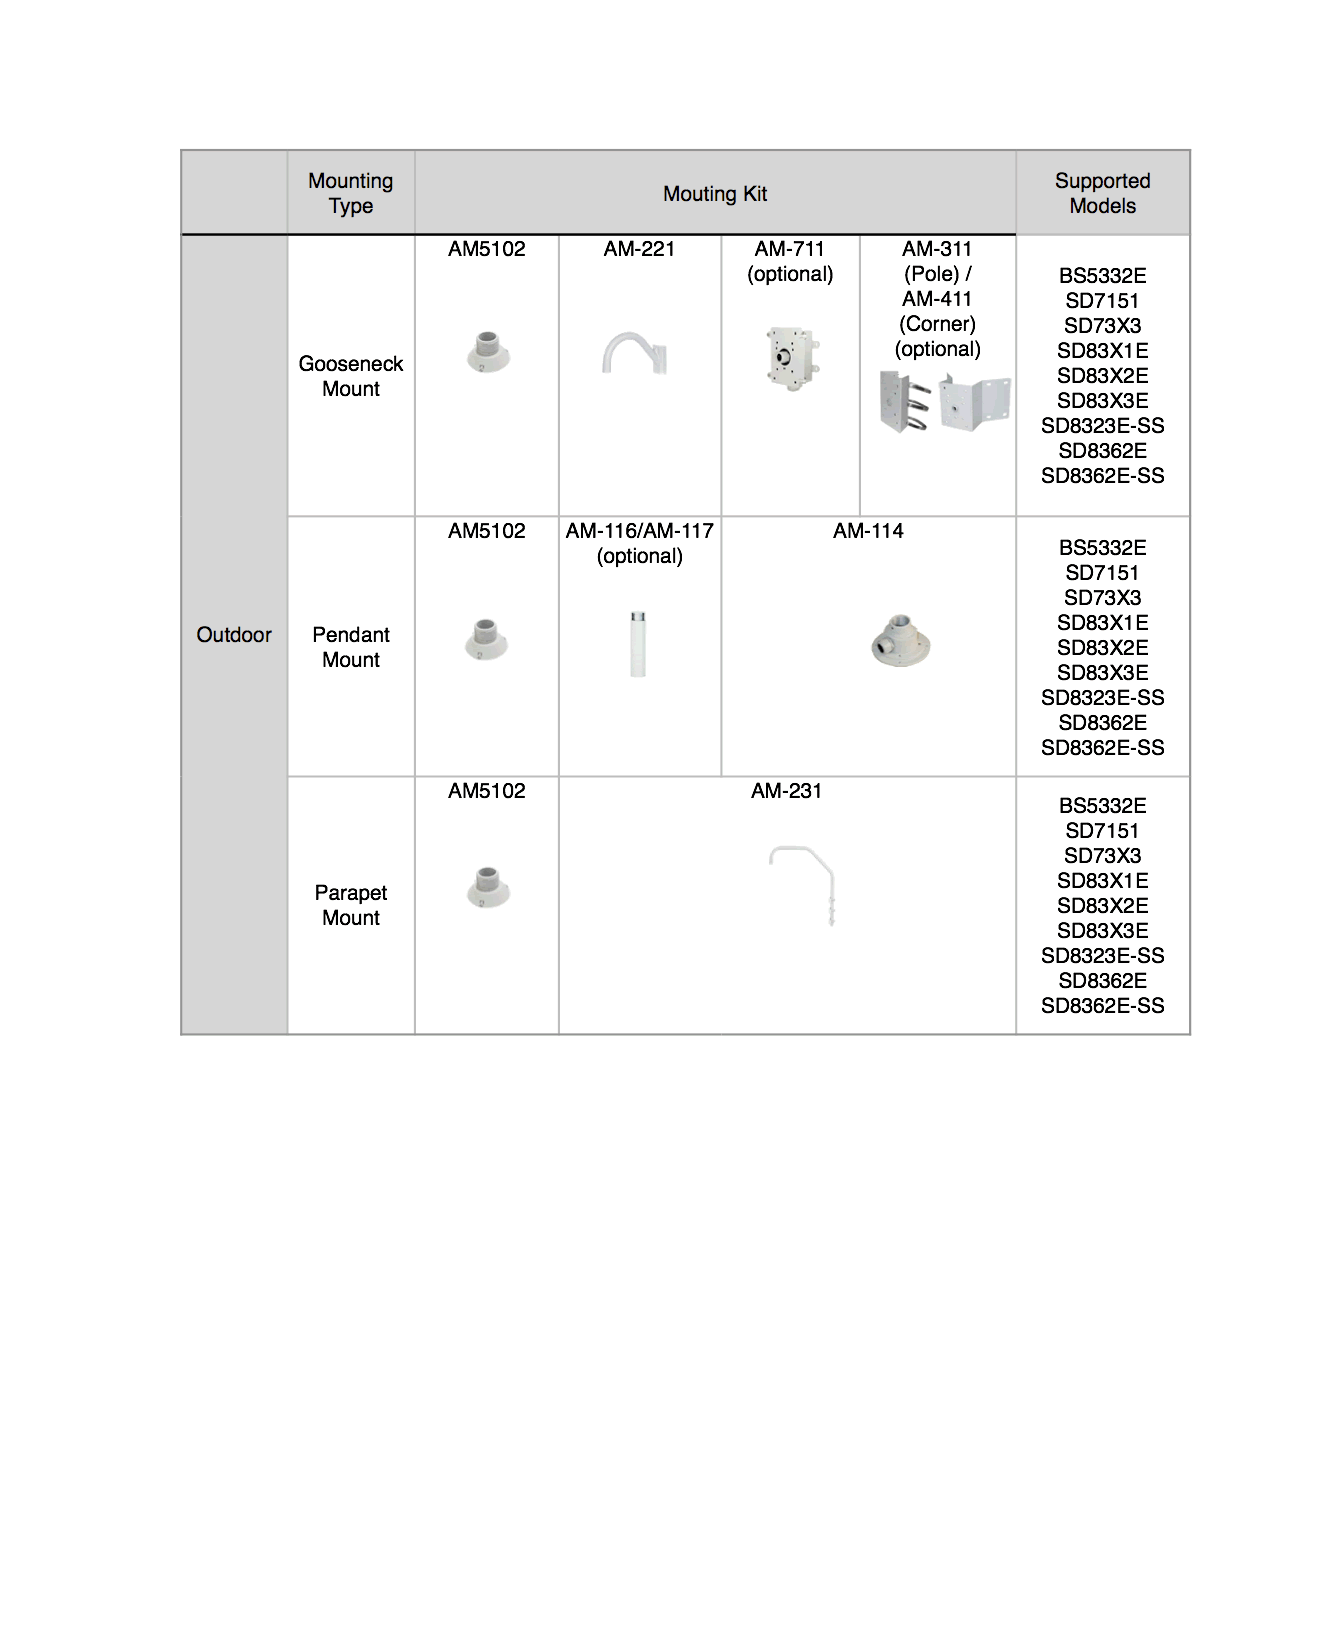 Mounting
Type
Mouting Kit
Supported
Models
Outdoor
Gooseneck
Mount
AM5102
AM-221
AM-711
(optional)
AM-311
(Pole) /
AM-411
(Corner)
(optional)
BS5332E
SD7151
SD73X3
SD83X1E
SD83X2E
SD83X3E
SD8323E-SS
SD8362E
SD8362E-SS
Pendant
Mount
AM5102
AM-116/AM-117
(optional)
AM-114
BS5332E
SD7151
SD73X3
SD83X1E
SD83X2E
SD83X3E
SD8323E-SS
SD8362E
SD8362E-SS
Parapet
Mount
AM5102
AM-231
BS5332E
SD7151
SD73X3
SD83X1E
SD83X2E
SD83X3E
SD8323E-SS
SD8362E
SD8362E-SS